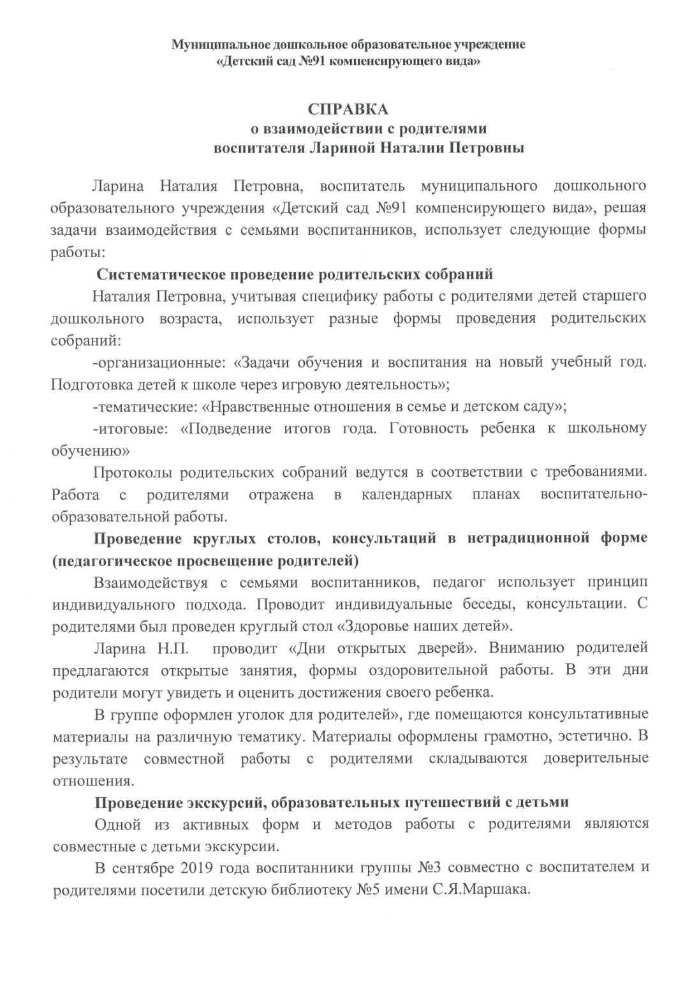 Муниципальное дошкольное образовательное учреждение
«Детский сад №91 компенсирующего вида»
СПРАВКА
о взаимодействии с родителями
воспитателя Лариной Наталии Петровны
Ларина Наталия Петровна, воспитатель муниципального дошкольного
образовательного учреждения «Детский сад №91 компенсирующего вида», решая
задачи взаимодействия с семьями воспитанников, использует следующие формы
работы:
Систематическое проведение родительских собраний
Наталия Петровна, учитывая специфику работы с родителями детей старшего
дошкольного возраста, использует разные формы проведения родительских
собраний:
-организационные: «Задачи обучения и воспитания на новый учебный год.
Подготовка детей к школе через игровую деятельность»;
-тематические: «Нравственные отношения в семье и детском саду»;
-итоговые: «Подведение итогов года. Готовность ребенка к школьному
обучению»
Протоколы родительских собраний ведутся в соответствии с требованиями.
Работа с родителями отражена в календарных планах воспитательно-
образовательной работы.
Проведение круглых столов, консультаций в нетрадиционной форме
(педагогическое просвещение родителей)
Взаимодействуя с семьями воспитанников, педагог использует принцип
индивидуального подхода. Проводит индивидуальные беседы, консультации. С
родителями был проведен круглый стол «Здоровье наших детей».
Ларина Н.П. проводит «Дни открытых дверей». Вниманию родителей
предлагаются открытые занятия, формы оздоровительной работы. В эти дни
родители могут увидеть и оценить достижения своего ребенка.
В группе оформлен уголок для родителей», где помещаются консультативные
материалы на различную тематику. Материалы оформлены грамотно, эстетично. В
результате совместной работы с родителями складываются доверительные
отношения.
Проведение экскурсий, образовательных путешествий с детьми
Одной из активных форм и методов работы с родителями являются
совместные с детьми экскурсии.
В сентябре 2019 года воспитанники группы №3 совместно с воспитателем и
родителями посетили детскую библиотеку №5 имени С.Я.Маршака.